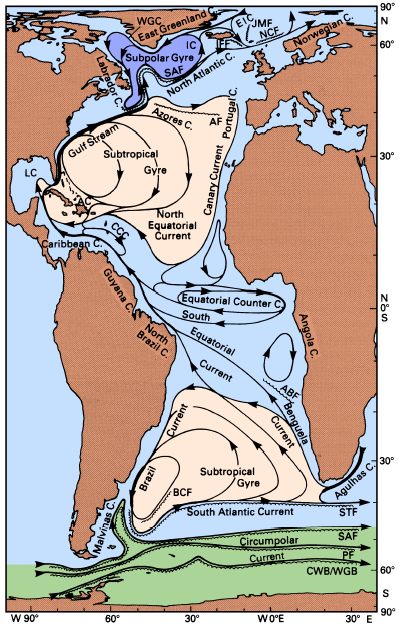 90°
N
WGC
East Greenland C.
EIC
JMF
NCF
Norwegian C.
IC
IFF
60°
Subpolar Gyre
SAF
North Atlantic C.
Labrador C.
Azores C.
AF
Portugal C.
Gulf Stream
Subtropical
Gyre
30°
LC
AC
Canary Current
North
Equatorial
Current
CCC
Caribbean C.
Guyana C.
Equatorial Counter C.
South
N
0°
S
North
Brazil C.
Equatorial
Current
Angola C.
ABF
Benguela
Current
Current
Brazil
Subtropical
Gyre
30°
BCF
Agulhas C.
South Atlantic Current
STF
Malvinas C.
SAF
Circumpolar
Current
PF
60°
CWB/WGB
S
90°
W 90°
60°
30°
W 0° E
30° E